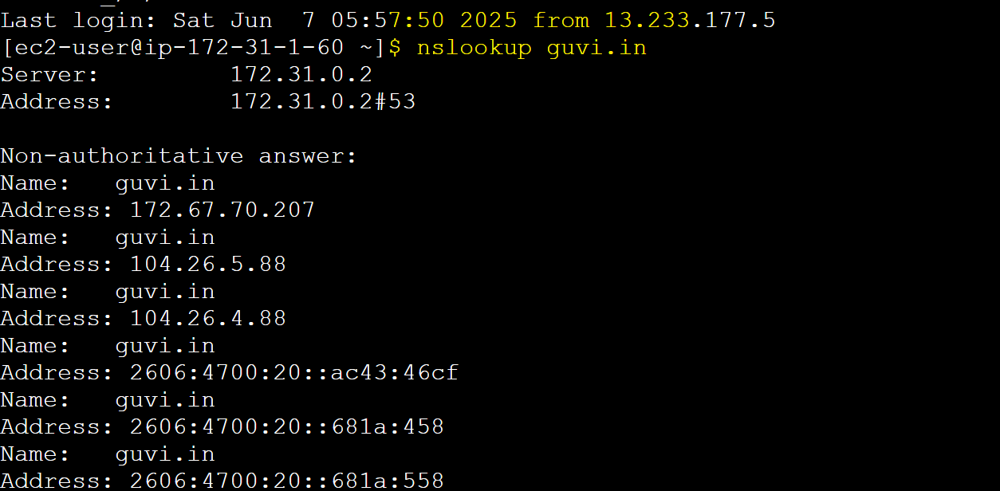 Last login: Sat Jun  7 05:57:50 2025 from 13.233.177.5
[ec2-user@ip-172-31-1-60 ~]$ nslookup guvi.in
Server:         172.31.0.2
Address:        172.31.0.2#53

Non-authoritative answer:
Name:   guvi.in
Address: 172.67.70.207
Name:   guvi.in
Address: 104.26.5.88
Name:   guvi.in
Address: 104.26.4.88
Name:   guvi.in
Address: 2606:4700:20::ac43:46cf
Name:   guvi.in
Address: 2606:4700:20::681a:458
Name:   guvi.in
Address: 2606:4700:20::681a:558